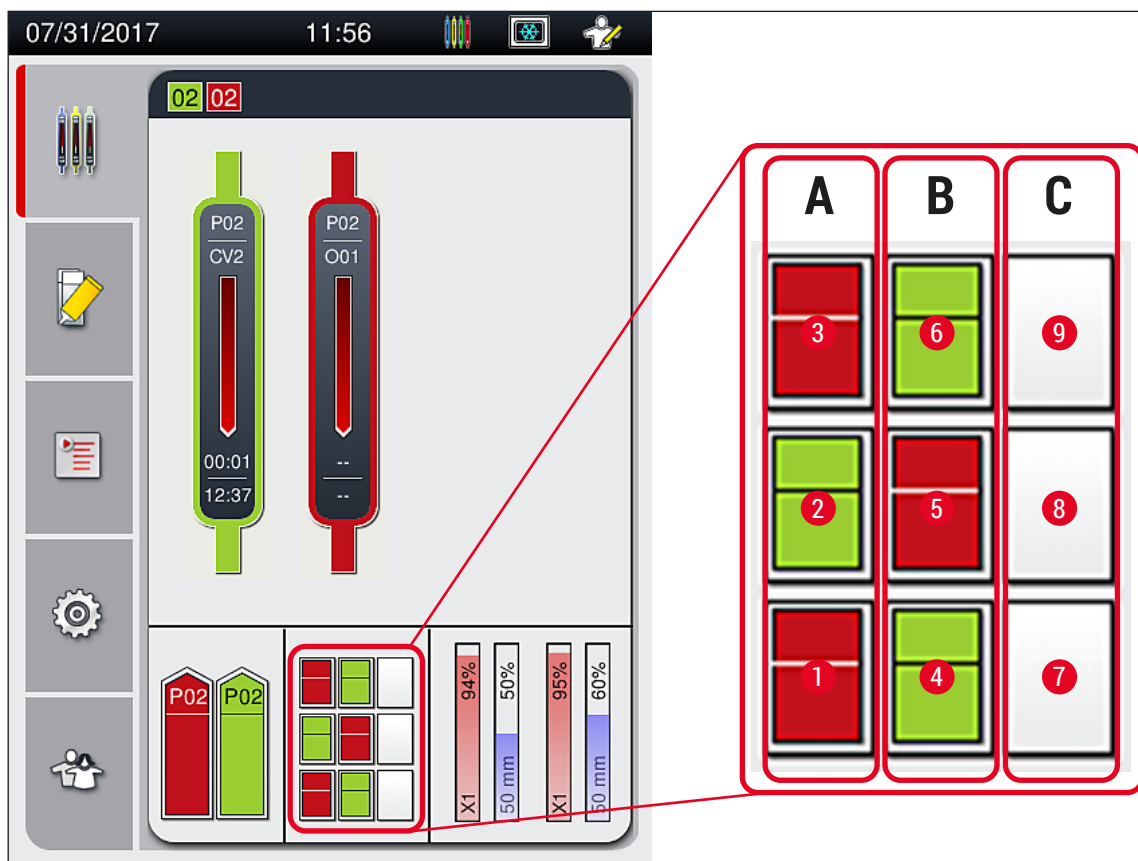 07/31/2017 11:56
02 02
P02 P02
CV2 O01
00:01 --
12:37 --
P02 P02
X1 94%
50 mm 50%
X1 95%
50 mm 60%
A B C
3 6 9
2 5 8
1 4 7